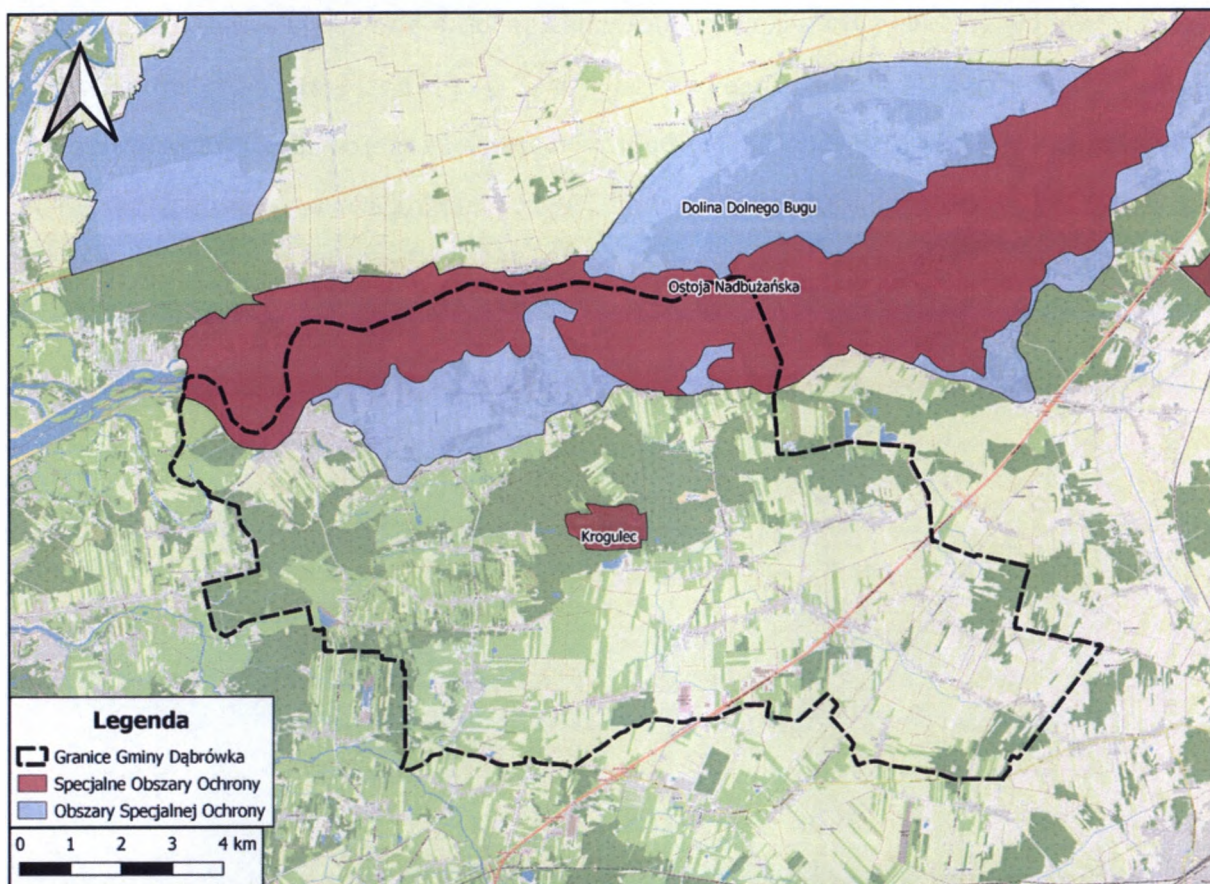 Dolina Dolnego Bugu
Ostoja Nadbużańska
Krogulec
Legenda
Granice Gminy Dąbrówka
Specjalne Obszary Ochrony
Obszary Specjalnej Ochrony
0 1 2 3 4 km